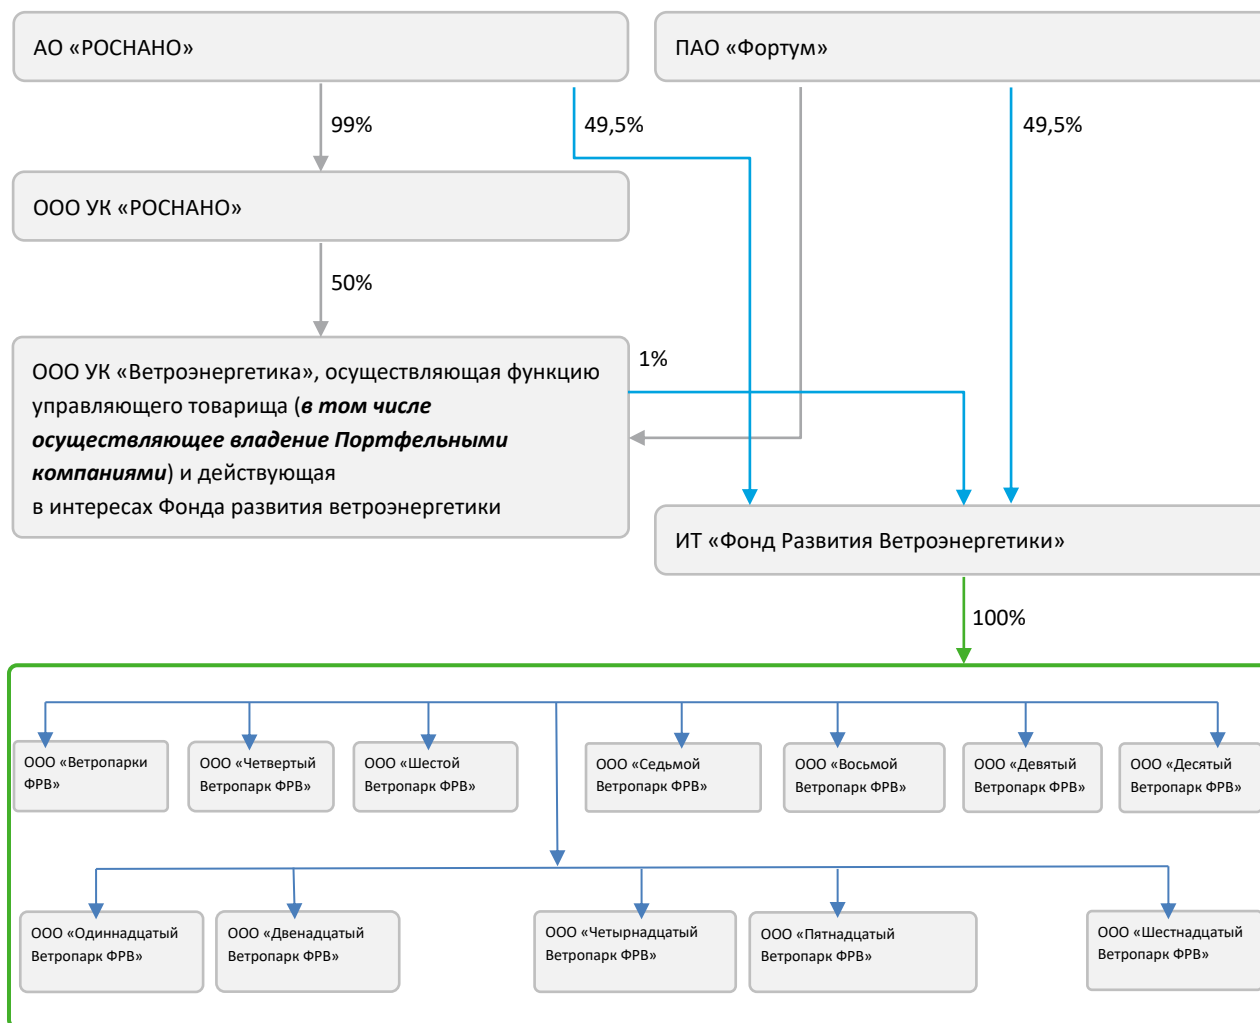 АО «РОСНАНО»
ПАО «Фортум»
99%
49,5%
49,5%
ООО УК «РОСНАНО»
50%
ООО УК «Ветроэнергетика», осуществляющая функцию
управляющего товарища (в том числе
осуществляющее владение Портфельными
компаниями) и действующая
в интересах Фонда развития ветроэнергетики
1%
ИТ «Фонд Развития Ветроэнергетики»
100%
ООО «Ветропарки
ФРВ»
ООО «Четвертый
Ветропарк ФРВ»
ООО «Шестой
Ветропарк ФРВ»
ООО «Седьмой
Ветропарк ФРВ»
ООО «Восьмой
Ветропарк ФРВ»
ООО «Девятый
Ветропарк ФРВ»
ООО «Десятый
Ветропарк ФРВ»
ООО «Одиннадцатый
Ветропарк ФРВ»
ООО «Двенадцатый
Ветропарк ФРВ»
ООО «Четырнадцатый
Ветропарк ФРВ»
ООО «Пятнадцатый
Ветропарк ФРВ»
ООО «Шестнадцатый
Ветропарк ФРВ»